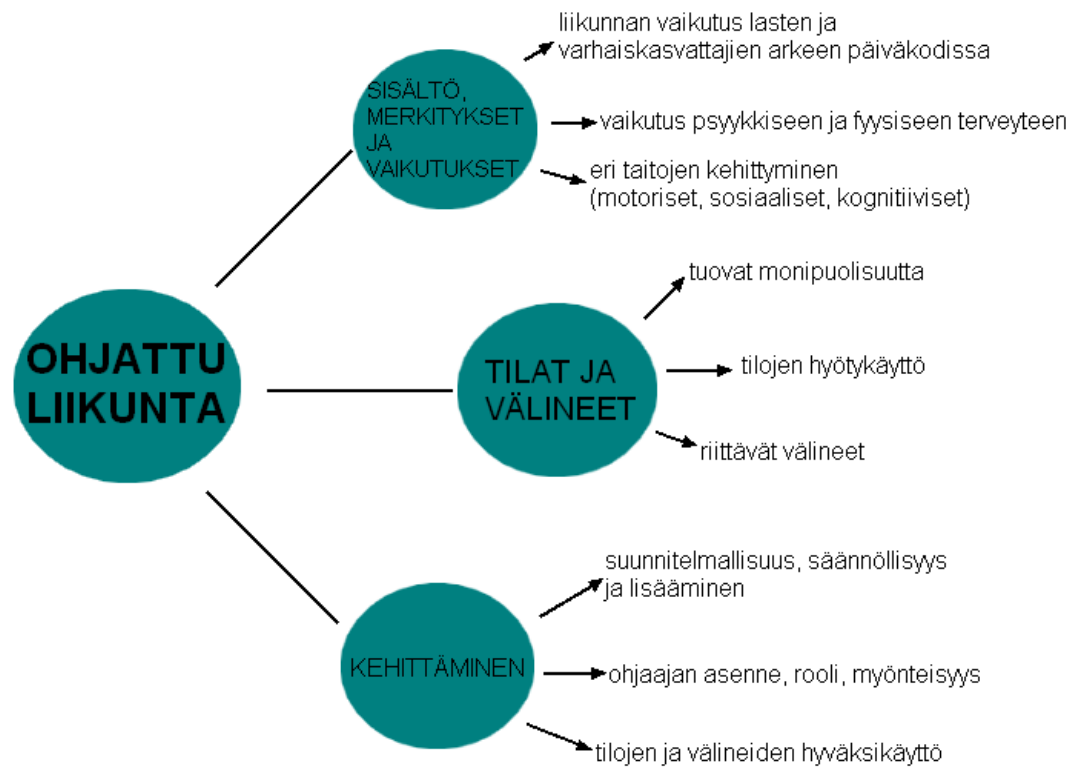 liikunnan vaikutus lasten ja
varhaiskasvattajien arkeen päiväkodissa
SISÄLTÖ,
MERKITYKSET
JA
VAIKUTUKSET
vaikutus psyykkiseen ja fyysiseen terveyteen
eri taitojen kehittyminen
(motoriset, sosiaaliset, kognitiiviset)
OHJATTU
LIIKUNTA
TILAT JA
VÄLINEET
tuovat monipuolisuutta
tilojen hyötykäyttö
riittävät välineet
KEHITTÄMINEN
suunnitelmallisuus, säännöllisyys
ja lisääminen
ohjaajan asenne, rooli, myönteisyys
tilojen ja välineiden hyväksikäyttö